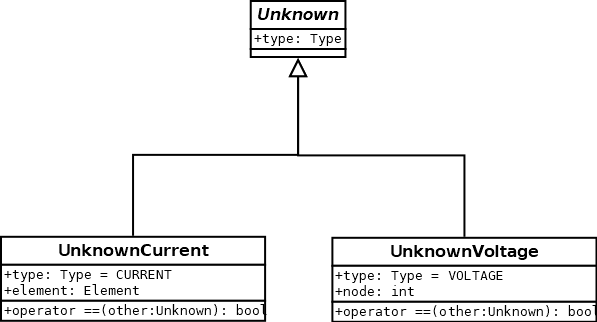 Unknown
+type: Type
UnknownCurrent
+type: Type = CURRENT
+element: Element
+operator ==(other:Unknown): bool
UnknownVoltage
+type: Type = VOLTAGE
+node: int
+operator ==(other:Unknown): bool